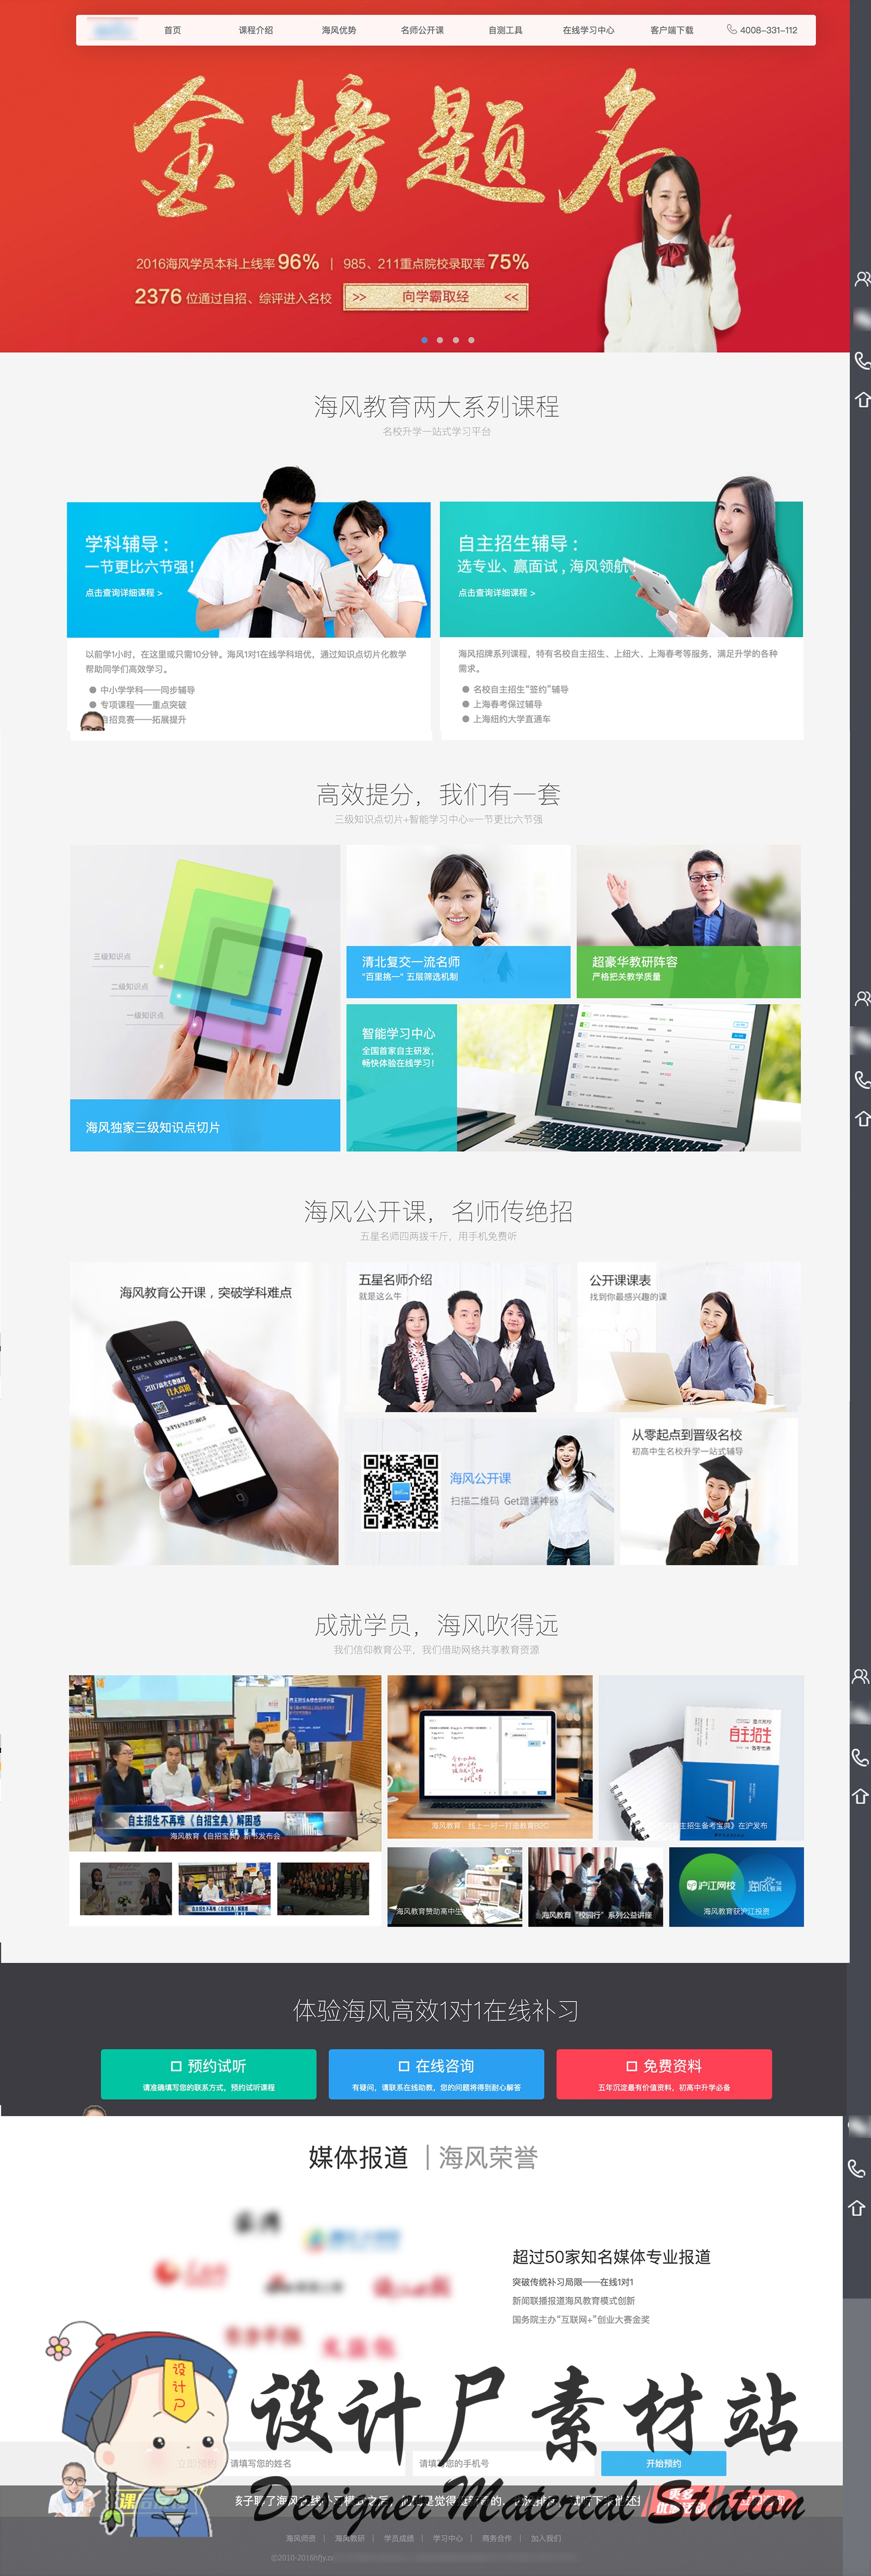 首页 课程介绍 海风优势 名师公开课 自测工具 在线学习中心 客户端下载 4008-331-112
金榜题名
2016海风学员本科上线率96% | 985、211重点院校录取率75%
2376位通过自招、综评进入名校 >> 向学霸取经 <<
海风教育两大系列课程
名校升学一站式学习平台
学科辅导：
一节更比六节强！
点击查询详细课程 >
以前学1小时，在这里或只需10分钟。海风1对1在线学科培优，通过知识点切片化教学
帮助同学们高效学习。
● 中小学学科——同步辅导
● 专项课程——重点突破
自招竞赛——拓展提升
自主招生辅导：
选专业、赢面试，海风领航！
点击查询详细课程 >
海风招牌系列课程，特有名校自主招生、上纽大、上海春考等服务，满足升学的各种
需求。
● 名校自主招生“签约”辅导
● 上海春考保过辅导
● 上海纽约大学直通车
高效提分，我们有一套
三级知识点切片+智能学习中心=一节更比六节强
三级知识点
二级知识点
一级知识点
海风独家三级知识点切片
清北复交一流名师
"百里挑一" 五层筛选机制
超豪华教研阵容
严格把关教学质量
智能学习中心
全国首家自主研发，
畅快体验在线学习！
海风公开课，名师传绝招
五星名师四两拨千斤，用手机免费听
海风教育公开课，突破学科难点
五星名师介绍
就是这么牛
公开课课表
找到你最感兴趣的课
海风公开课
扫描二维码 Get蹭课神器
从零起点到晋级名校
初高中生名校升学一站式辅导
成就学员，海风吹得远
我们信仰教育公平，我们借助网络共享教育资源
自主招生不再难《自招宝典》解困惑
海风教育《自招宝典》新书发布会
海风教育：线上一对一打造教育B2C
自主招生
主招生备考宝典》在沪发布
海风教育赞助高中生
海风教育“校园行”系列公益讲座
沪江网校
海风教育获沪江投资
体验海风高效1对1在线补习
预约试听
请准确填写您的联系方式，预约试听课程
在线咨询
有疑问，请联系在线助教，您的问题将得到耐心解答
免费资料
五年沉淀最有价值资料，初高中升学必备
媒体报道 | 海风荣誉
超过50家知名媒体专业报道
突破传统补习局限——在线1对1
新闻联播报道海风教育模式创新
国务院主办“互联网+”创业大赛金奖
设计尸
设计尸素材站
立即预约 请填写您的姓名 请填写您的手机号 开始预约
Designer Material Station
海风师资 | 海风教研 | 学员成绩 | 学习中心 | 商务合作 | 加入我们
©2010-2016hfjy.c